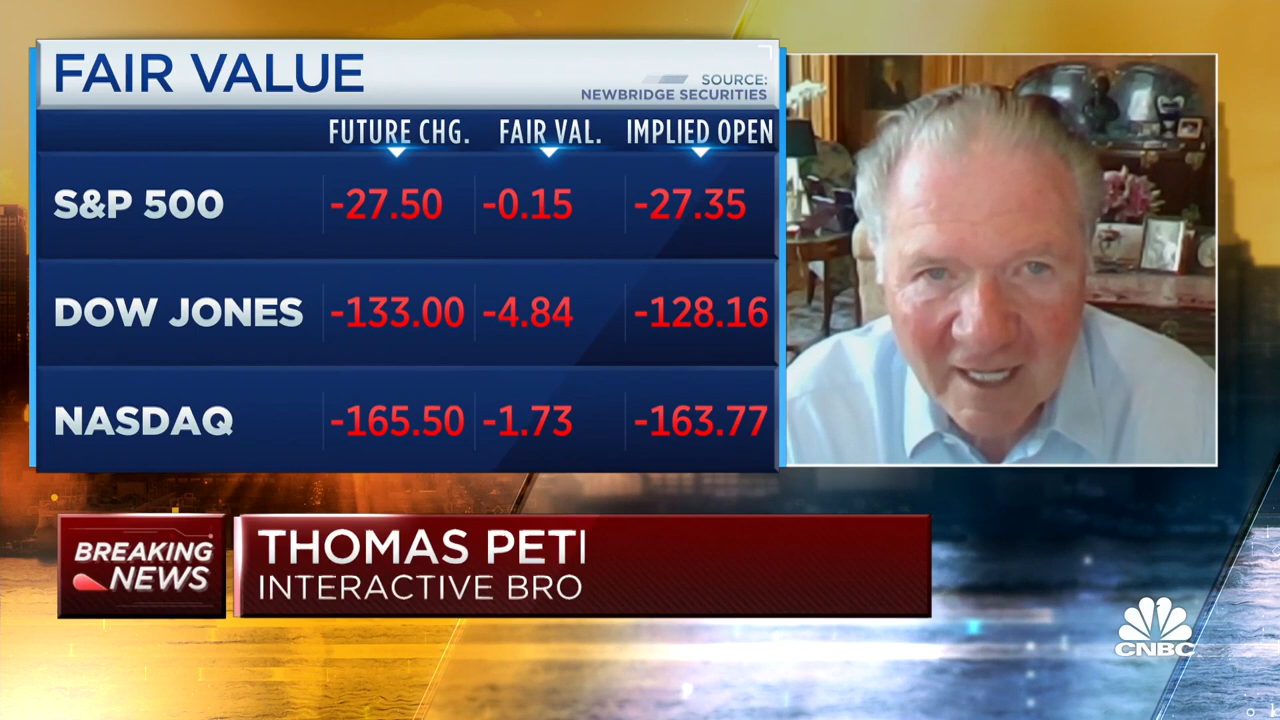 FAIR VALUE
SOURCE:
NEWBRIDGE SECURITIES
FUTURE CHG. FAIR VAL. IMPLIED OPEN
S&P 500 -27.50 -0.15 -27.35
DOW JONES -133.00 -4.84 -128.16
NASDAQ -165.50 -1.73 -163.77
BREAKING
NEWS
THOMAS PETI
INTERACTIVE BRO
CNBC